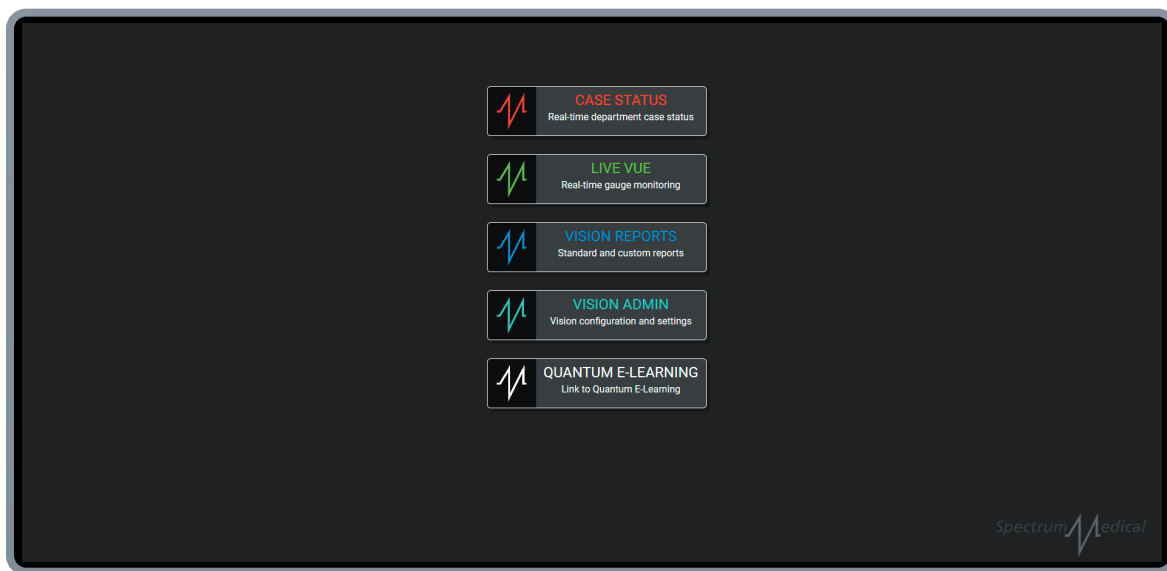 CASE STATUS
Real-time department case status
LIVE VUE
Real-time gauge monitoring
VISION REPORTS
Standard and custom reports
VISION ADMIN
Vision configuration and settings
QUANTUM E-LEARNING
Link to Quantum E-Learning
Spectrum Medical